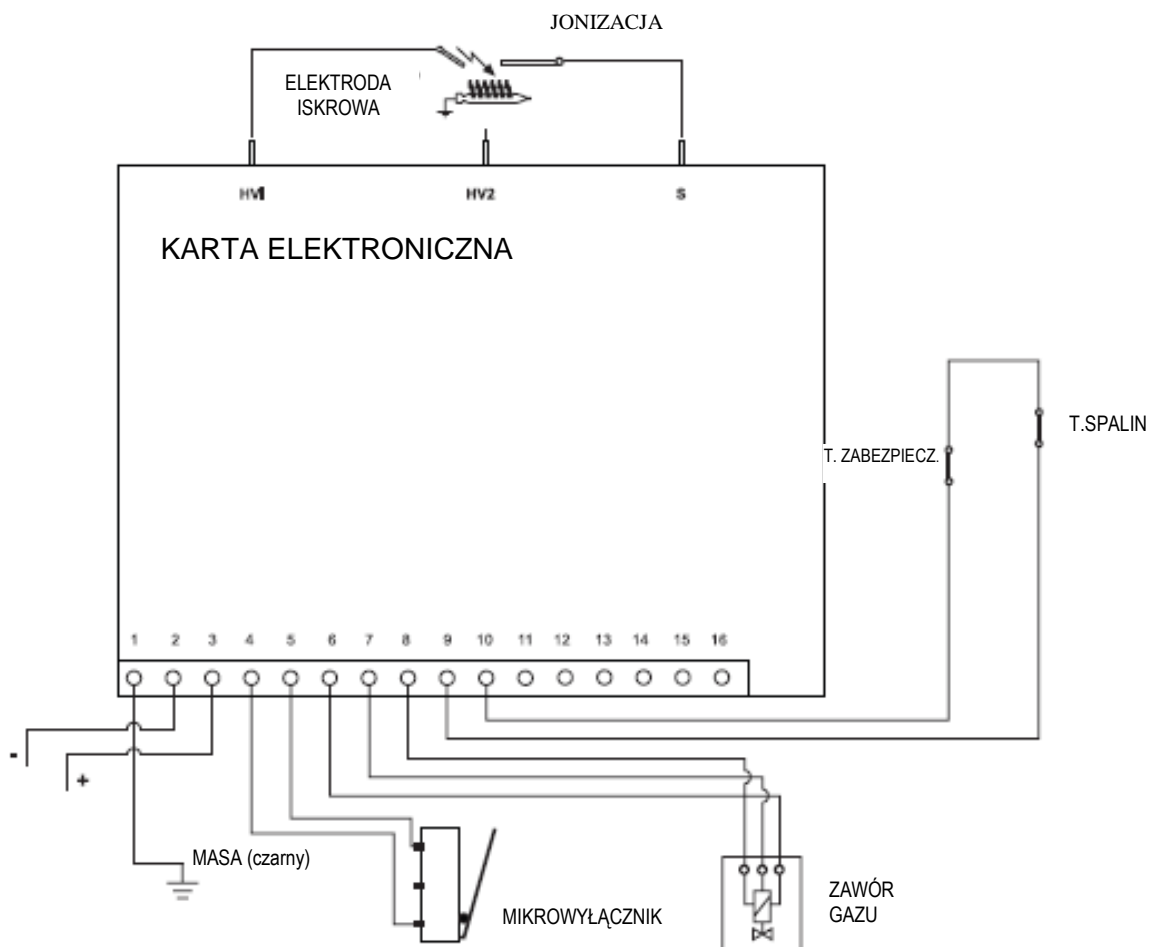 JONIZACJA
ELEKTRODA
ISKROWA
HV1
HV2
S
KARTA ELEKTRONICZNA
T.SPALIN
T. ZABEZPIECZ.
1 2 3 4 5 6 7 8 9 10 11 12 13 14 15 16
-
+
MASA (czarny)
MIKROWYŁĄCZNIK
ZAWÓR
GAZU